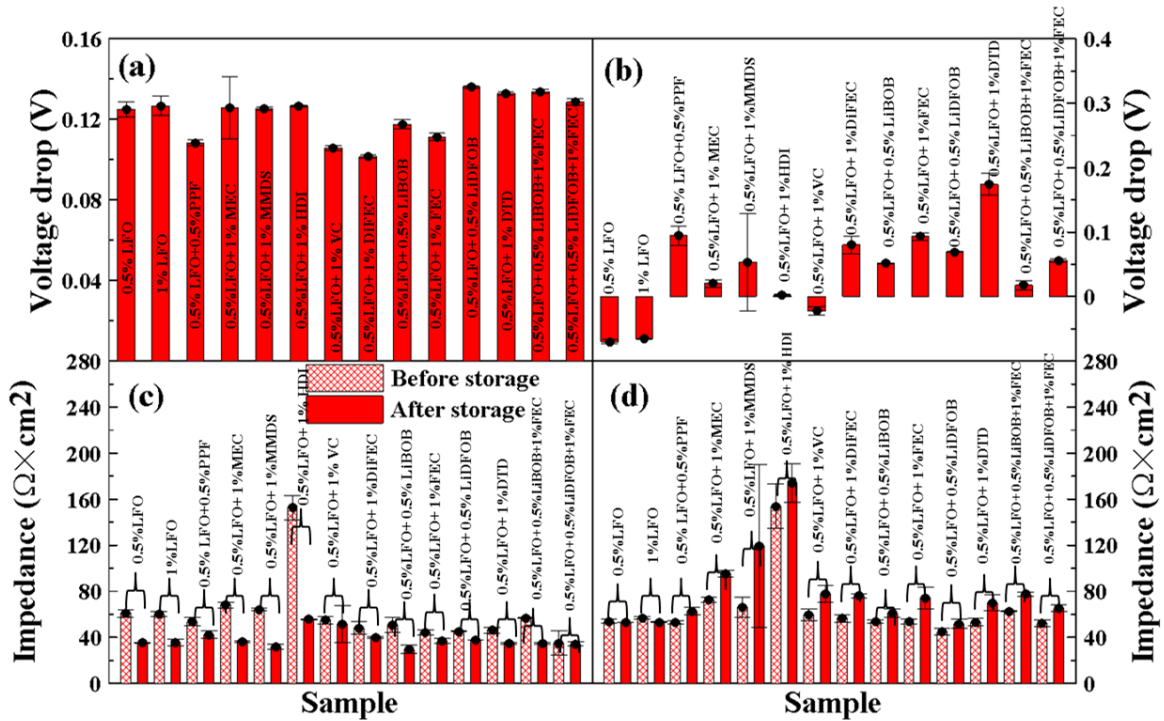 0.16
0.12
0.08
0.04
280
Voltage drop (V)
(a)
0.5% LFO
1% LFO
0.5% LFO+0.5%PPF
0.5%LFO+ 1% MEC
0.5%LFO+ 1% MMDS
0.5%LFO+ 1% HDI
0.5%LFO+ 1% VC
0.5%LFO+ 1% DiFEC
0.5%LFO+ 0.5% LiBOB
0.5%LFO+ 1% FEC
0.5%LFO+ 0.5% LiDFOB
0.5%LFO+ 1% DTD
0.5%LFO+ 0.5% LiBOB+1%FEC
0.5%LFO+ 0.5% LiDFOB+1%FEC
(b)
0.5% LFO
1% LFO
0.5% LFO+0.5%PPF
0.5%LFO+ 1% MEC
0.5%LFO+ 1%MMDS
0.5%LFO+ 1%HDI
0.5%LFO+ 1%VC
0.5%LFO+ 1%DiFEC
0.5%LFO+ 0.5% LiBOB
0.5%LFO+ 1%FEC
0.5%LFO+ 0.5% LiDFOB
0.5%LFO+ 1%DTD
0.5%LFO+ 0.5% LiBOB+1%FEC
0.5%LFO+ 0.5%LiDFOB+1%FEC
0.4
0.3
0.2
0.1
0
280
Voltage drop (V)
240
200
160
120
80
40
0
Impedance (Ω×cm2)
(c)
Before storage
After storage
0.5%LFO
1%LFO
0.5% LFO+0.5%PPF
0.5%LFO+ 1%MEC
0.5%LFO+ 1%MMDS
0.5%LFO+ 1% HDI
0.5%LFO+ 1% VC
0.5%LFO+ 1%DiFEC
0.5%LFO+ 0.5% LiBOB
0.5%LFO+ 1%FEC
0.5%LFO+ 0.5% LiDFOB
0.5%LFO+ 1%DTD
0.5%LFO+ 0.5%LiBOB+1%FEC
0.5%LFO+ 0.5%LiDFOB+1%FEC
Sample
(d)
0.5%LFO
1%LFO
0.5% LFO+0.5%PPF
0.5%LFO+ 1%MEC
0.5%LFO+ 1%MMDS
0.5%LFO+ 1% HDI
0.5%LFO+ 1%VC
0.5%LFO+ 1%DiFEC
0.5%LFO+ 0.5%LiBOB
0.5%LFO+ 1%FEC
0.5%LFO+ 0.5% LiDFOB
0.5%LFO+ 1%DTD
0.5%LFO+ 0.5%LiBOB+1%FEC
0.5%LFO+ 0.5%LiDFOB+1%FEC
240
200
160
120
80
40
0
Impedance (Ω×cm2)
Sample